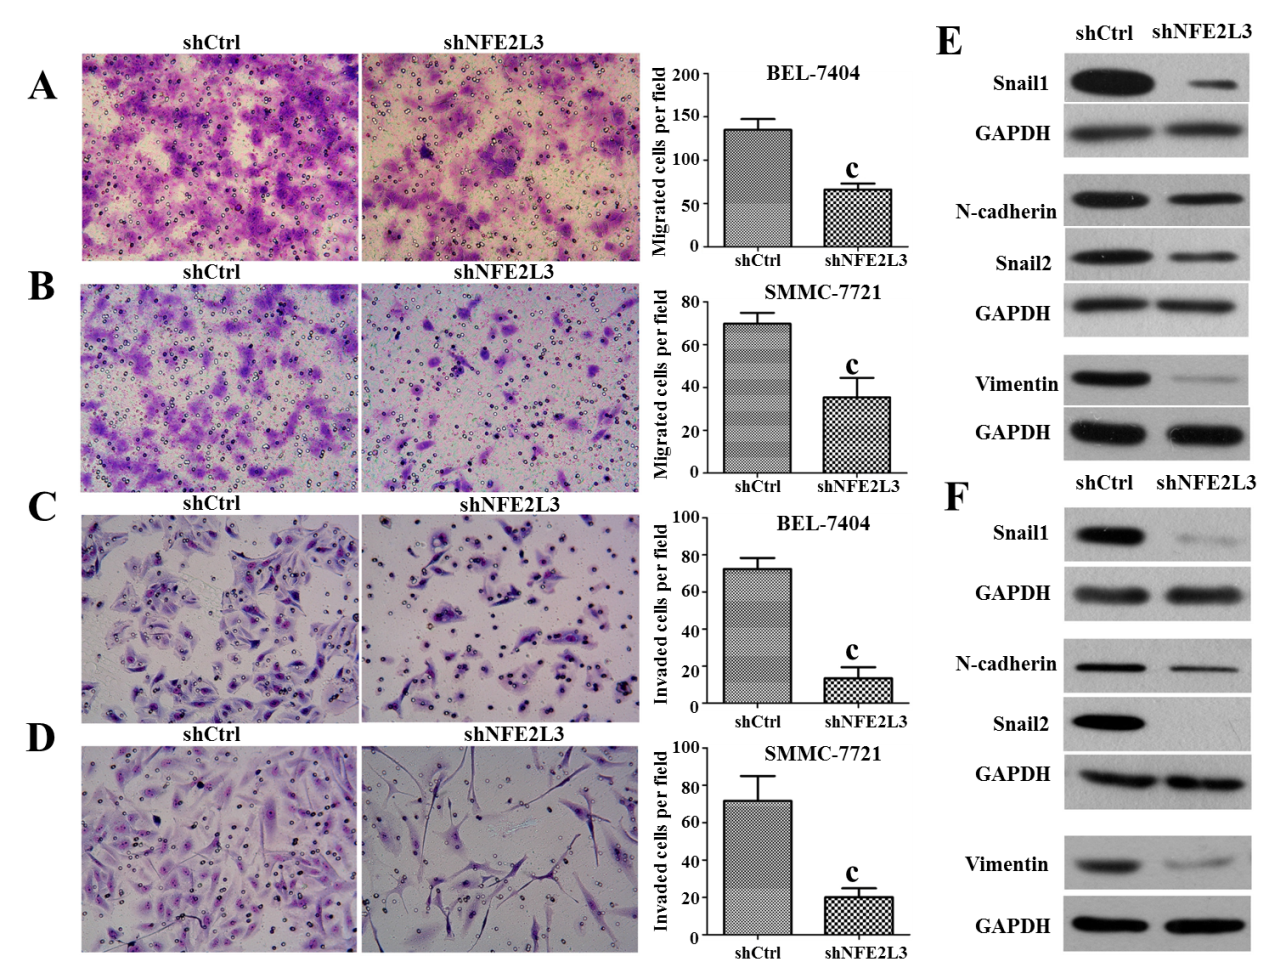 A
shCtrl
shNFE2L3
Migrated cells per field
200
150
100
50
0
BEL-7404
c
shCtrl
shNFE2L3
B
shCtrl
shNFE2L3
Migrated cells per field
80
60
40
20
0
SMMC-7721
c
shCtrl
shNFE2L3
C
shCtrl
shNFE2L3
Invaded cells per field
100
80
60
40
20
0
BEL-7404
c
shCtrl
shNFE2L3
D
shCtrl
shNFE2L3
Invaded cells per field
100
80
60
40
20
0
SMMC-7721
c
shCtrl
shNFE2L3
E
shCtrl shNFE2L3
Snail1
GAPDH
N-cadherin
Snail2
GAPDH
Vimentin
GAPDH
F
shCtrl shNFE2L3
Snail1
GAPDH
N-cadherin
Snail2
GAPDH
Vimentin
GAPDH